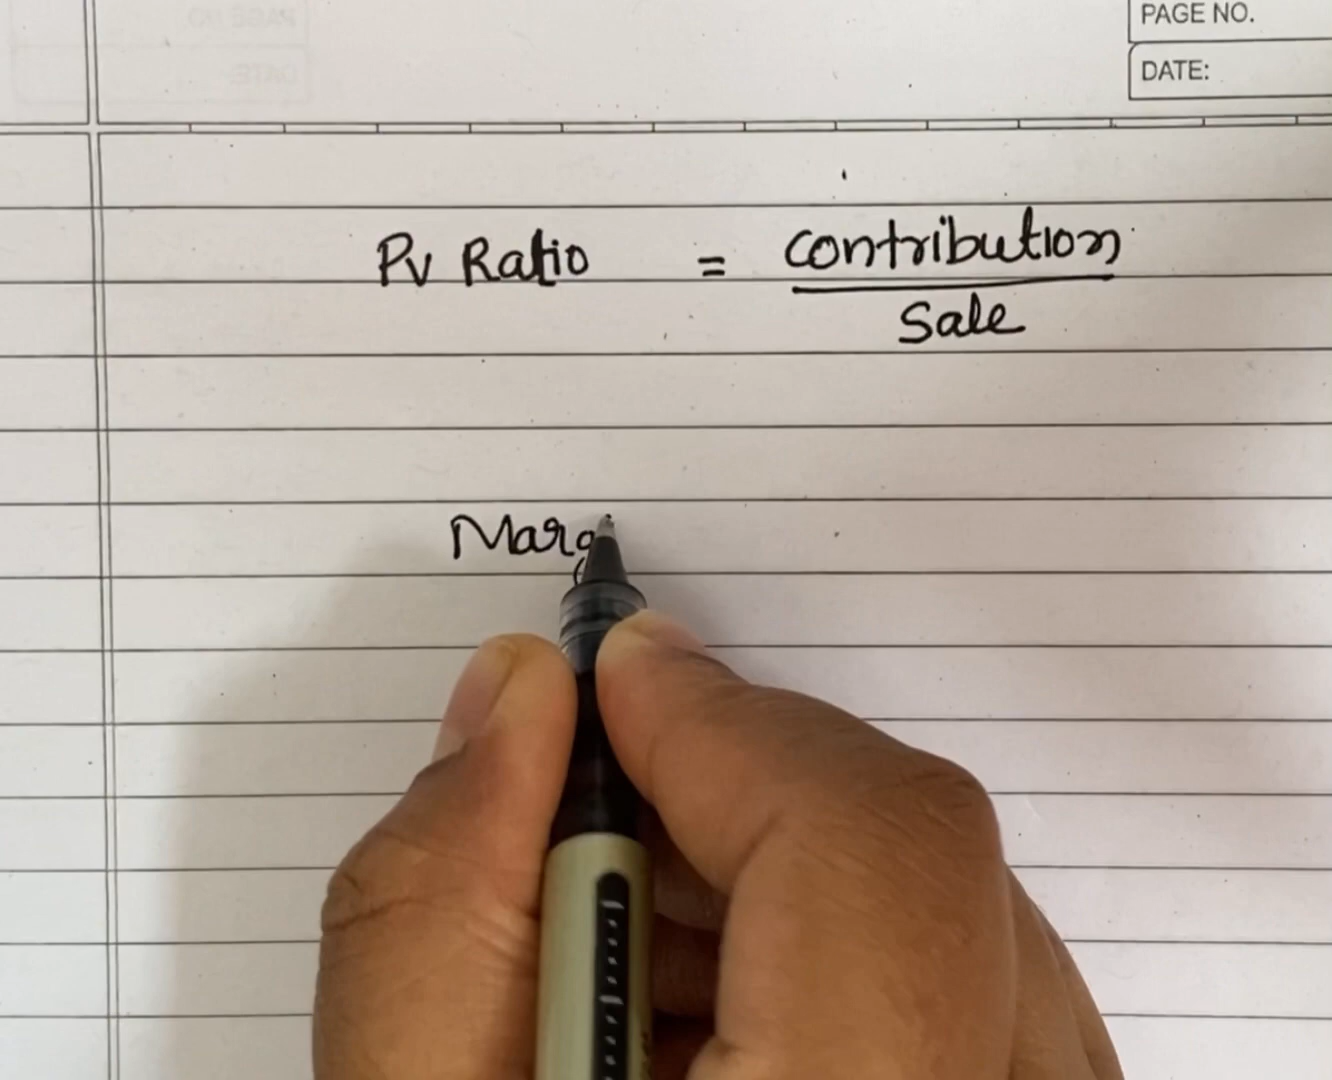 PAGE NO.
DATE:
Pv Ratio = contribution
Sale
Marg